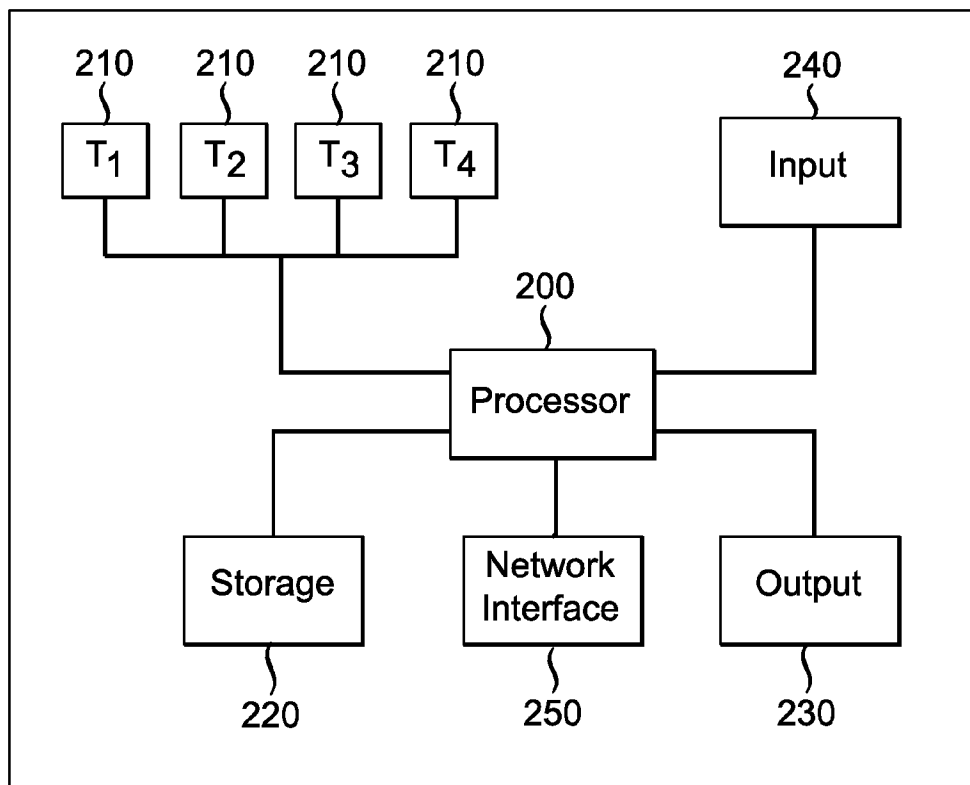 210 210 210 210 240
T1 T2 T3 T4 Input
200
Processor
Storage Network Interface Output
220 250 230